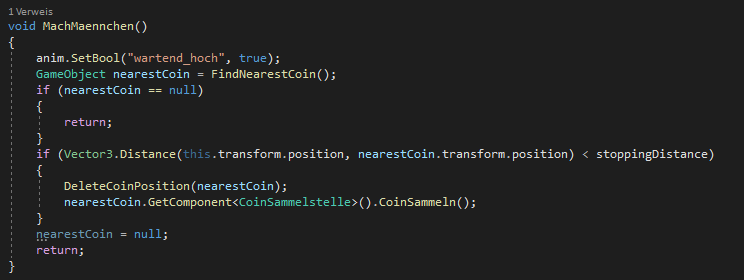 1 Verweis
void MachMaennchen()
{
anim.SetBool("wartend_hoch", true);
GameObject nearestCoin = FindNearestCoin();
if (nearestCoin == null)
{
return;
}
if (Vector3.Distance(this.transform.position, nearestCoin.transform.position) < stoppingDistance)
{
DeleteCoinPosition(nearestCoin);
nearestCoin.GetComponent<CoinSammelstelle>().CoinSammeln();
}
nearestCoin = null;
return;
}